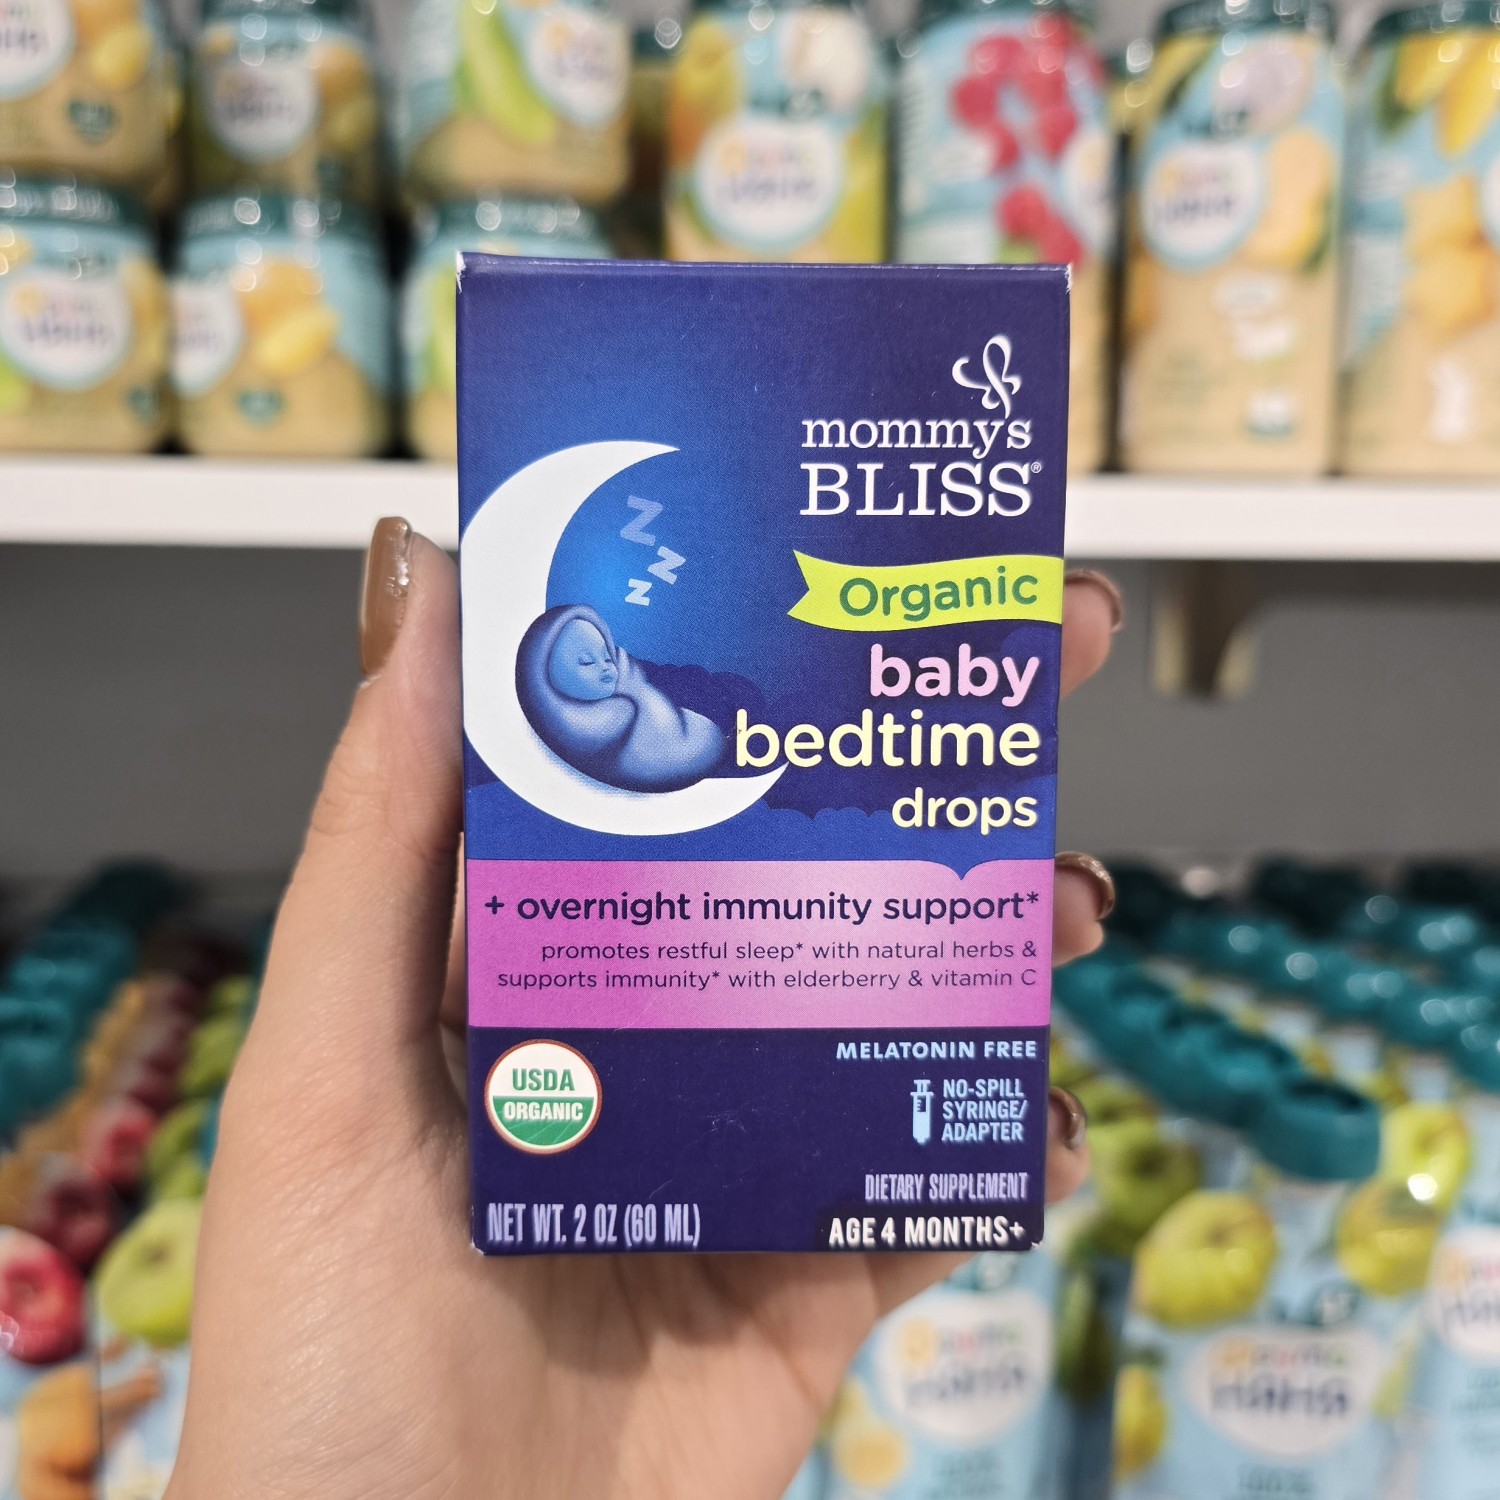 mommy's
BLISS®
z
z
z
Organic
baby
bedtime
drops
+ overnight immunity support*
promotes restful sleep* with natural herbs &
supports immunity* with elderberry & vitamin C
USDA
ORGANIC
MELATONIN FREE
NO-SPILL
SYRINGE/
ADAPTER
DIETARY SUPPLEMENT
NET WT. 2 OZ (60 ML)
AGE 4 MONTHS+